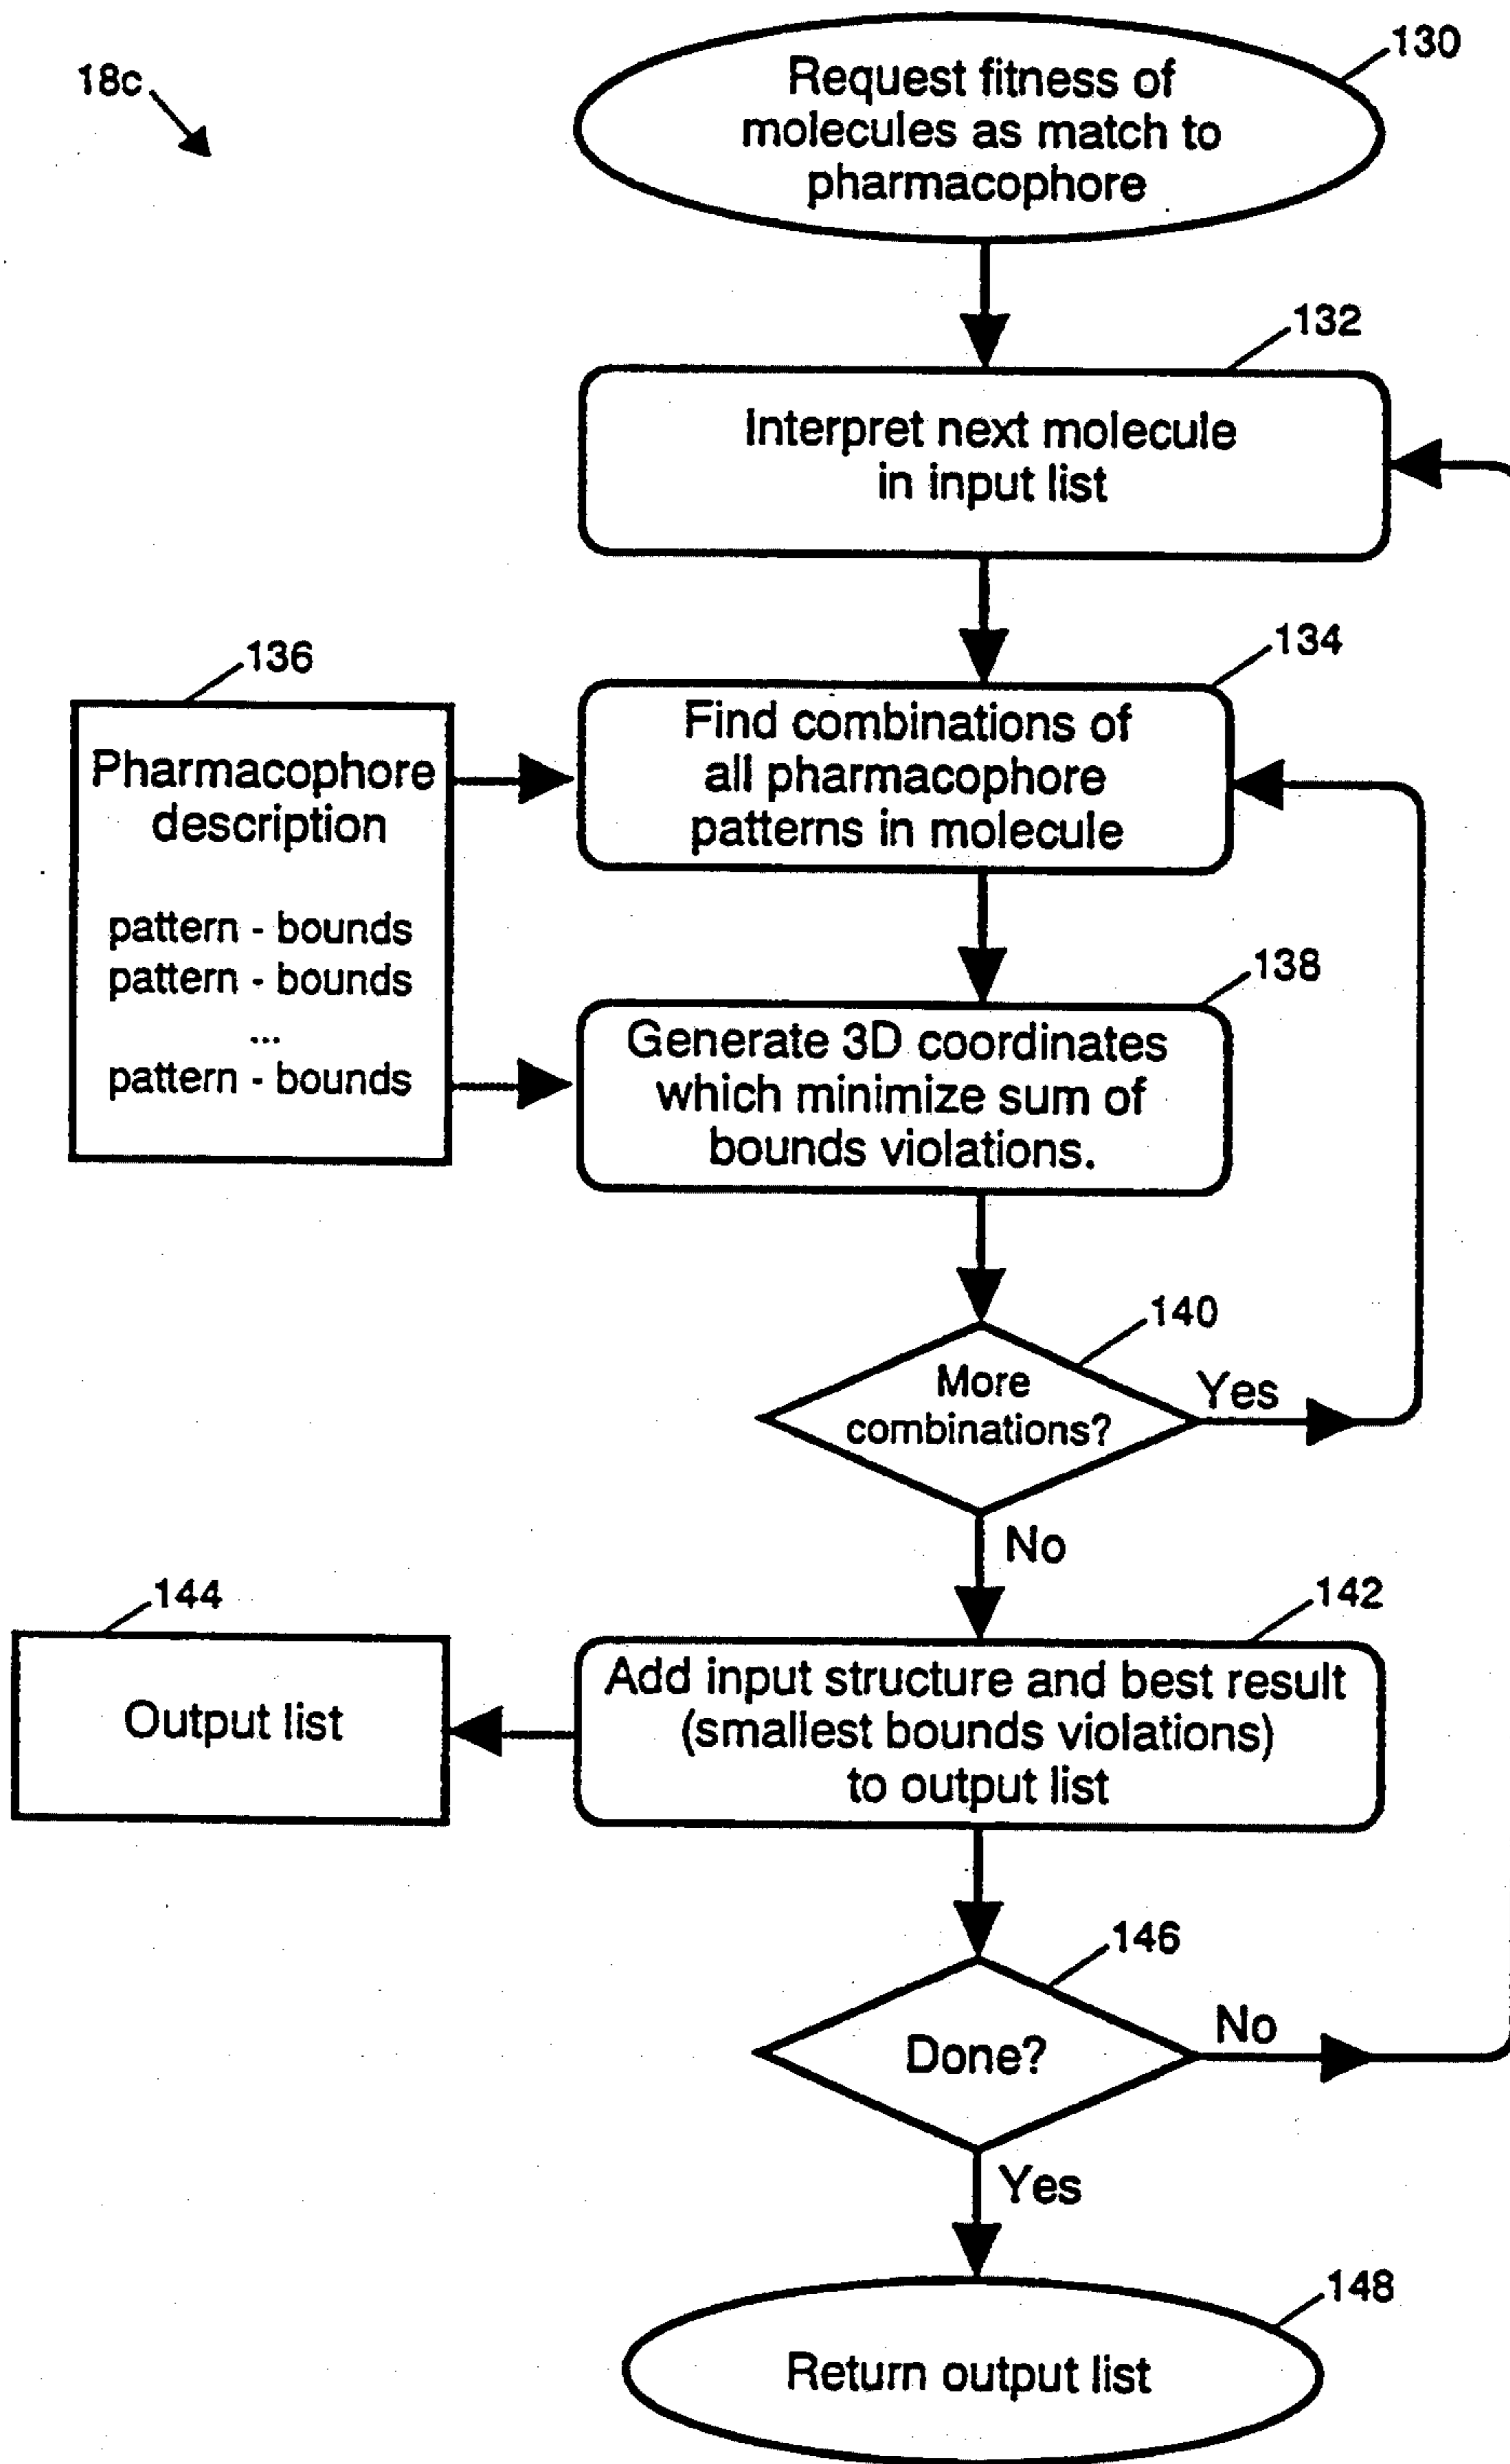 18c
130
Request fitness of
molecules as match to
pharmacophore
132
Interpret next molecule
in input list
134
Find combinations of
all pharmacophore
patterns in molecule
136
Pharmacophore
description
pattern - bounds
pattern - bounds
...
pattern - bounds
138
Generate 3D coordinates
which minimize sum of
bounds violations.
140
More
combinations?
Yes
No
142
Add input structure and best result
(smallest bounds violations)
to output list
144
Output list
146
Done?
No
Yes
148
Return output list